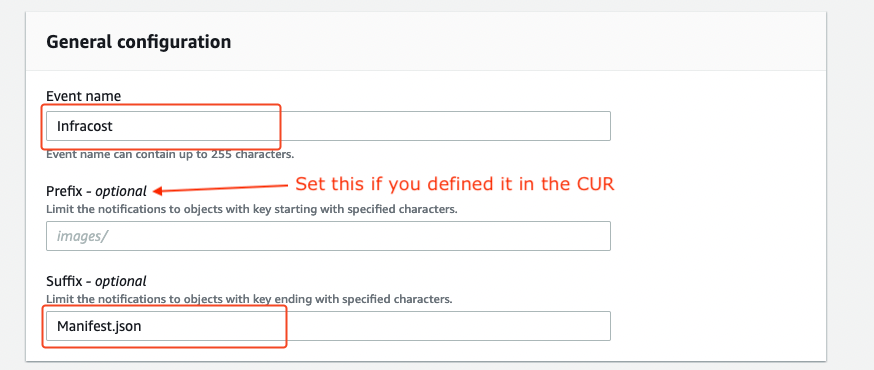 General configuration
Event name
Infracost
Event name can contain up to 255 characters.
Prefix - optional
Set this if you defined it in the CUR
Limit the notifications to objects with key starting with specified characters.
images/
Suffix - optional
Limit the notifications to objects with key ending with specified characters.
Manifest.json